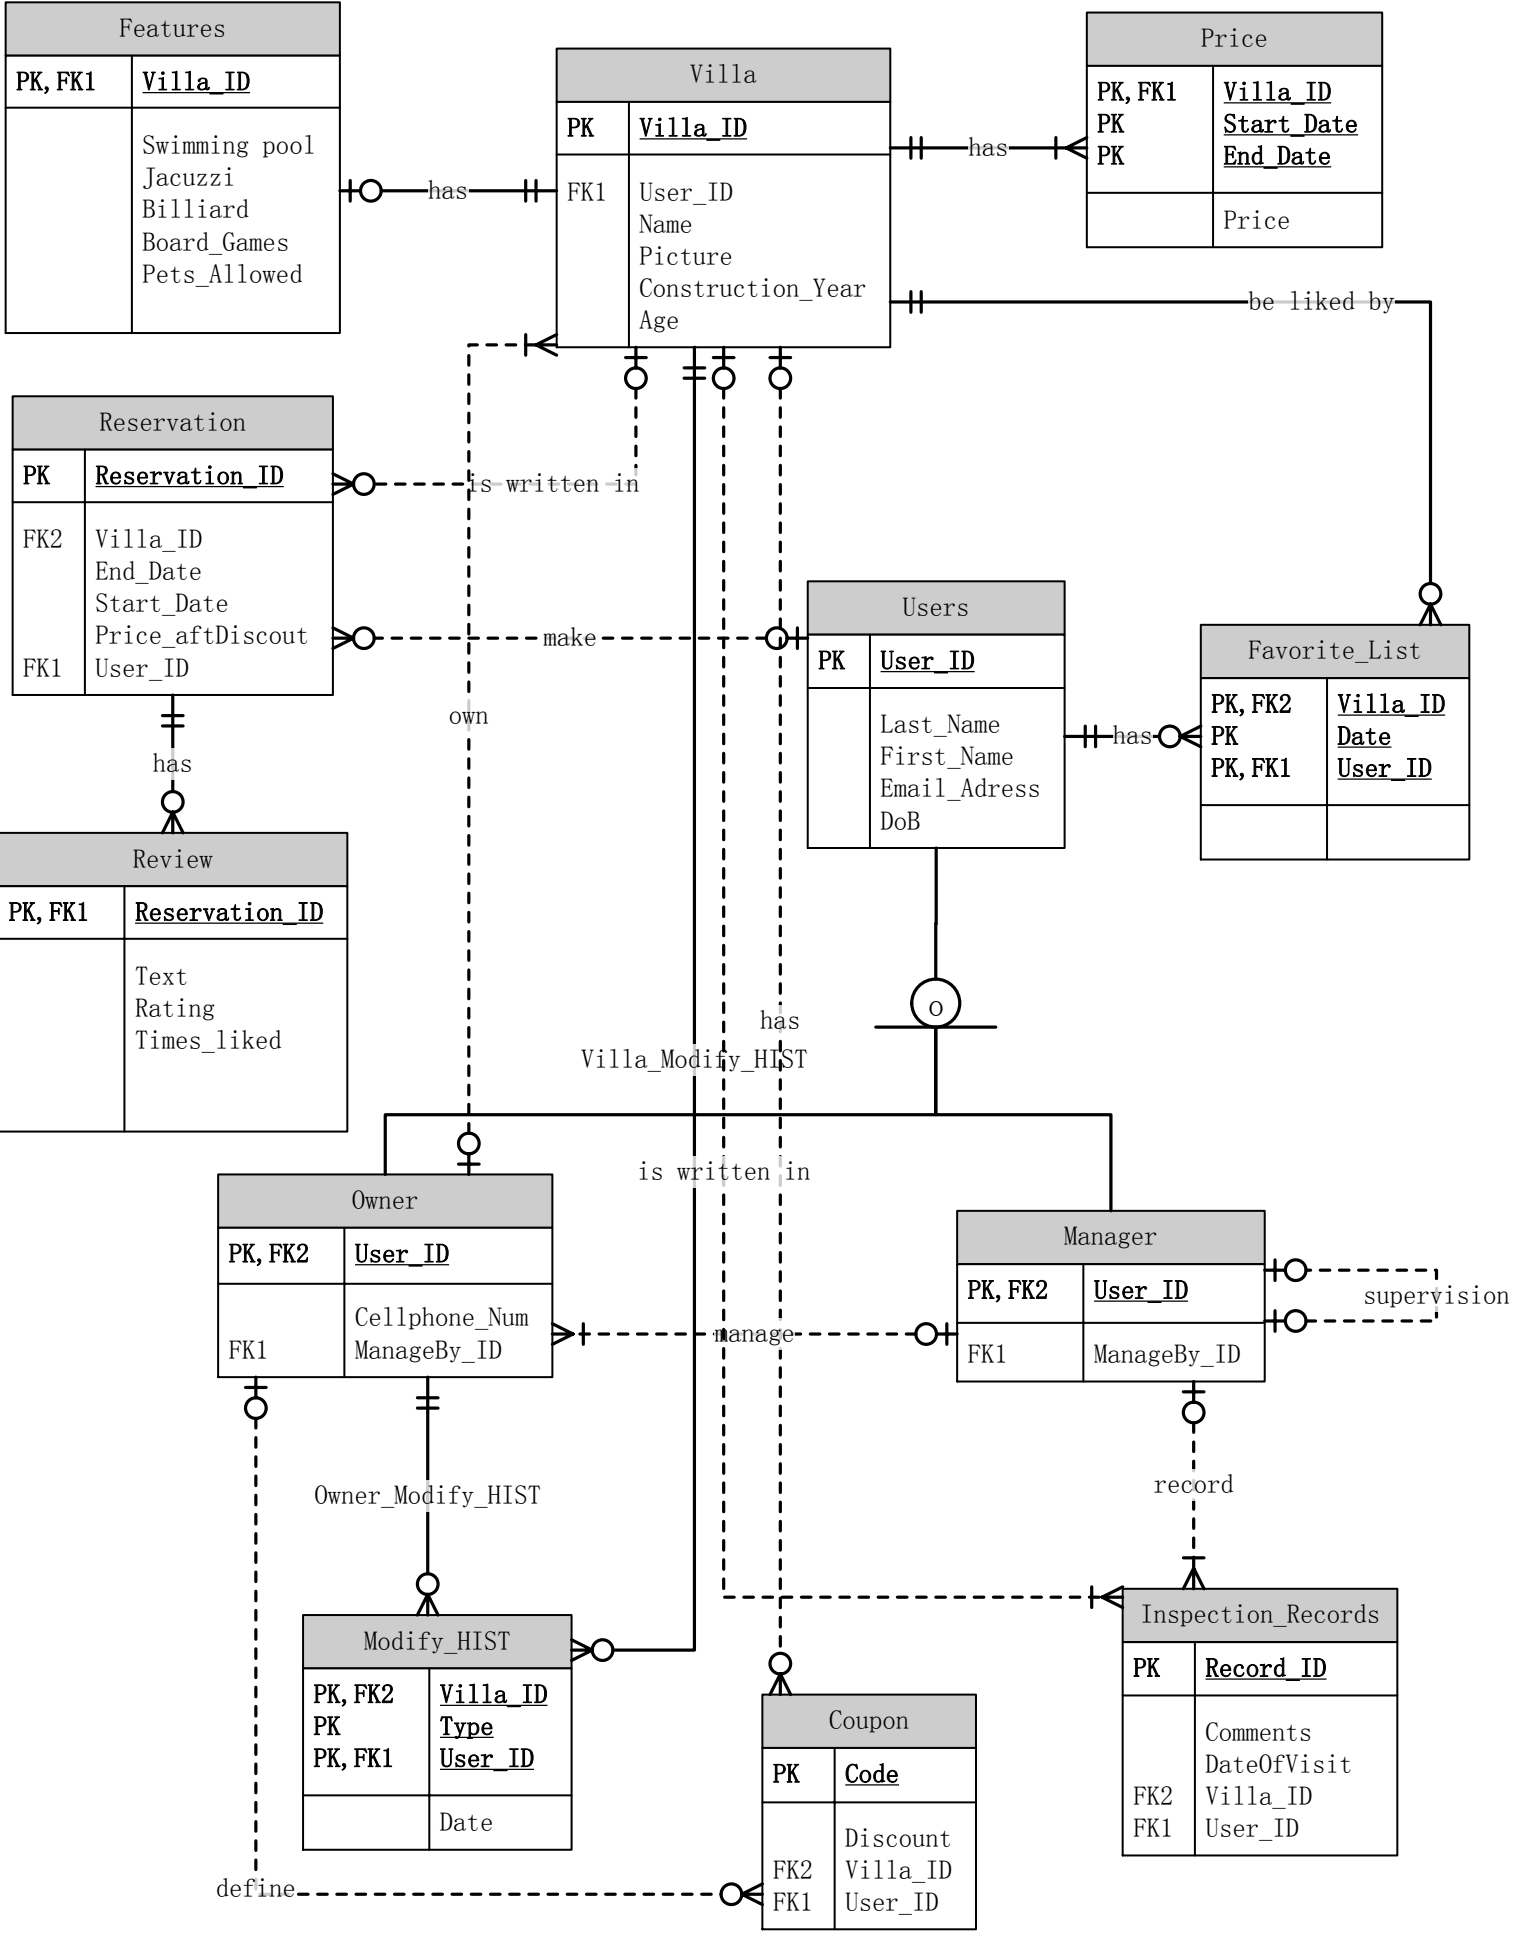 Features
PK, FK1 Villa_ID
Swimming pool
Jacuzzi
Billiard
Board_Games
Pets_Allowed
has
Villa
PK Villa_ID
FK1 User_ID
Name
Picture
Construction_Year
Age
has
Price
PK, FK1 Villa_ID
PK Start_Date
PK End_Date
Price
be liked by
Reservation
PK Reservation_ID
FK2 Villa_ID
End_Date
Start_Date
Price_aftDiscout
FK1 User_ID
is written in
make
own
has
Users
PK User_ID
Last_Name
First_Name
Email_Adress
DoB
has
Favorite_List
PK, FK2 Villa_ID
PK Date
PK, FK1 User_ID
Review
PK, FK1 Reservation_ID
Text
Rating
Times_liked
o
has
Villa_Modify_HIST
is written in
Owner
PK, FK2 User_ID
Cellphone_Num
FK1 ManageBy_ID
manage
Manager
PK, FK2 User_ID
FK1 ManageBy_ID
supervision
Owner_Modify_HIST
record
Modify_HIST
PK, FK2 Villa_ID
PK Type
PK, FK1 User_ID
Date
define
Coupon
PK Code
Discount
FK2 Villa_ID
FK1 User_ID
Inspection_Records
PK Record_ID
Comments
DateOfVisit
FK2 Villa_ID
FK1 User_ID